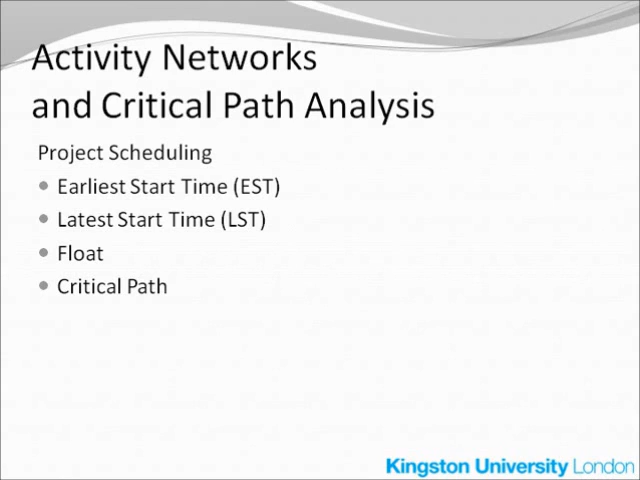 Activity Networks
and Critical Path Analysis
Project Scheduling
Earliest Start Time (EST)
Latest Start Time (LST)
Float
Critical Path
Kingston University London